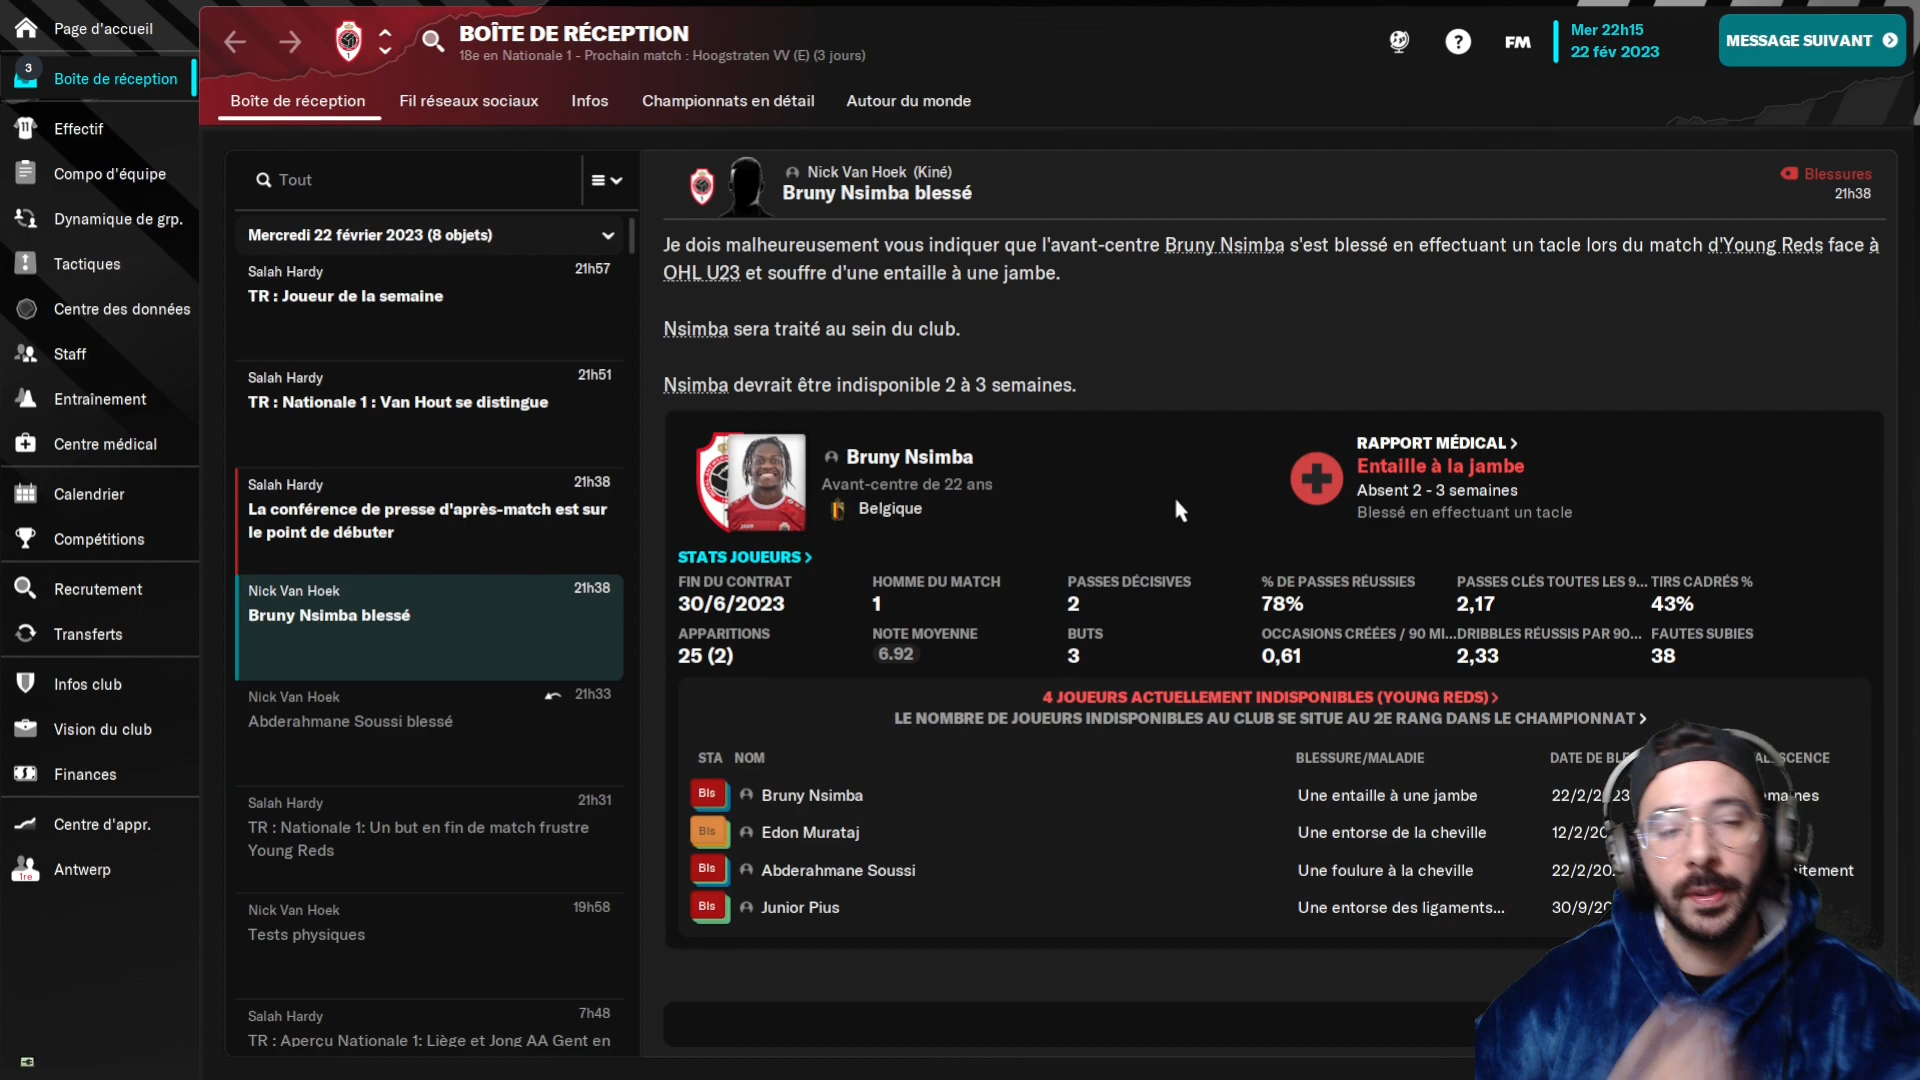 Page d'accueil
3
Boîte de réception
Effectif
Compo d'équipe
Dynamique de grp.
Tactiques
Centre des données
Staff
Entraînement
Centre médical
Calendrier
Compétitions
Recrutement
Transferts
Infos club
Vision du club
Finances
Centre d'appr.
1re
Antwerp
BOÎTE DE RÉCEPTION
18e en Nationale 1 - Prochain match : Hoogstraten VV (E) (3 jours)
FM
Mer 22h15
22 fév 2023
MESSAGE SUIVANT
Boîte de réception
Fil réseaux sociaux
Infos
Championnats en détail
Autour du monde
Tout
Mercredi 22 février 2023 (8 objets)
Salah Hardy 21h57
TR : Joueur de la semaine
Salah Hardy 21h51
TR : Nationale 1 : Van Hout se distingue
Salah Hardy 21h38
La conférence de presse d'après-match est sur
le point de débuter
Nick Van Hoek 21h38
Bruny Nsimba blessé
Nick Van Hoek 21h33
Abderahmane Soussi blessé
Salah Hardy 21h31
TR : Nationale 1: Un but en fin de match frustre
Young Reds
Nick Van Hoek 19h58
Tests physiques
Salah Hardy 7h48
TR : Aperçu Nationale 1: Liège et Jong AA Gent en
Nick Van Hoek (Kiné)
Bruny Nsimba blessé
Blessures
21h38
Je dois malheureusement vous indiquer que l'avant-centre Bruny Nsimba s'est blessé en effectuant un tacle lors du match d'Young Reds face à
OHL U23 et souffre d'une entaille à une jambe.
Nsimba sera traité au sein du club.
Nsimba devrait être indisponible 2 à 3 semaines.
Bruny Nsimba
Avant-centre de 22 ans
Belgique
RAPPORT MÉDICAL >
Entaille à la jambe
Absent 2 - 3 semaines
Blessé en effectuant un tacle
STATS JOUEURS >
FIN DU CONTRAT HOMME DU MATCH PASSES DÉCISIVES % DE PASSES RÉUSSIES PASSES CLÉS TOUTES LES 9... TIRS CADRÉS %
30/6/2023 1 2 78% 2,17 43%
APPARITIONS NOTE MOYENNE BUTS OCCASIONS CRÉÉES / 90 MI... DRIBBLES RÉUSSIS PAR 90... FAUTES SUBIES
25 (2) 6.92 3 0,61 2,33 38
4 JOUEURS ACTUELLEMENT INDISPONIBLES (YOUNG REDS) >
LE NOMBRE DE JOUEURS INDISPONIBLES AU CLUB SE SITUE AU 2E RANG DANS LE CHAMPIONNAT >
STA NOM BLESSURE/MALADIE DATE DE
Bls Bruny Nsimba Une entaille à une jambe
Bls Edon Murataj Une entorse de la cheville
Bls Abderahmane Soussi Une foulure à la cheville
Bls Junior Pius Une entorse des ligaments...